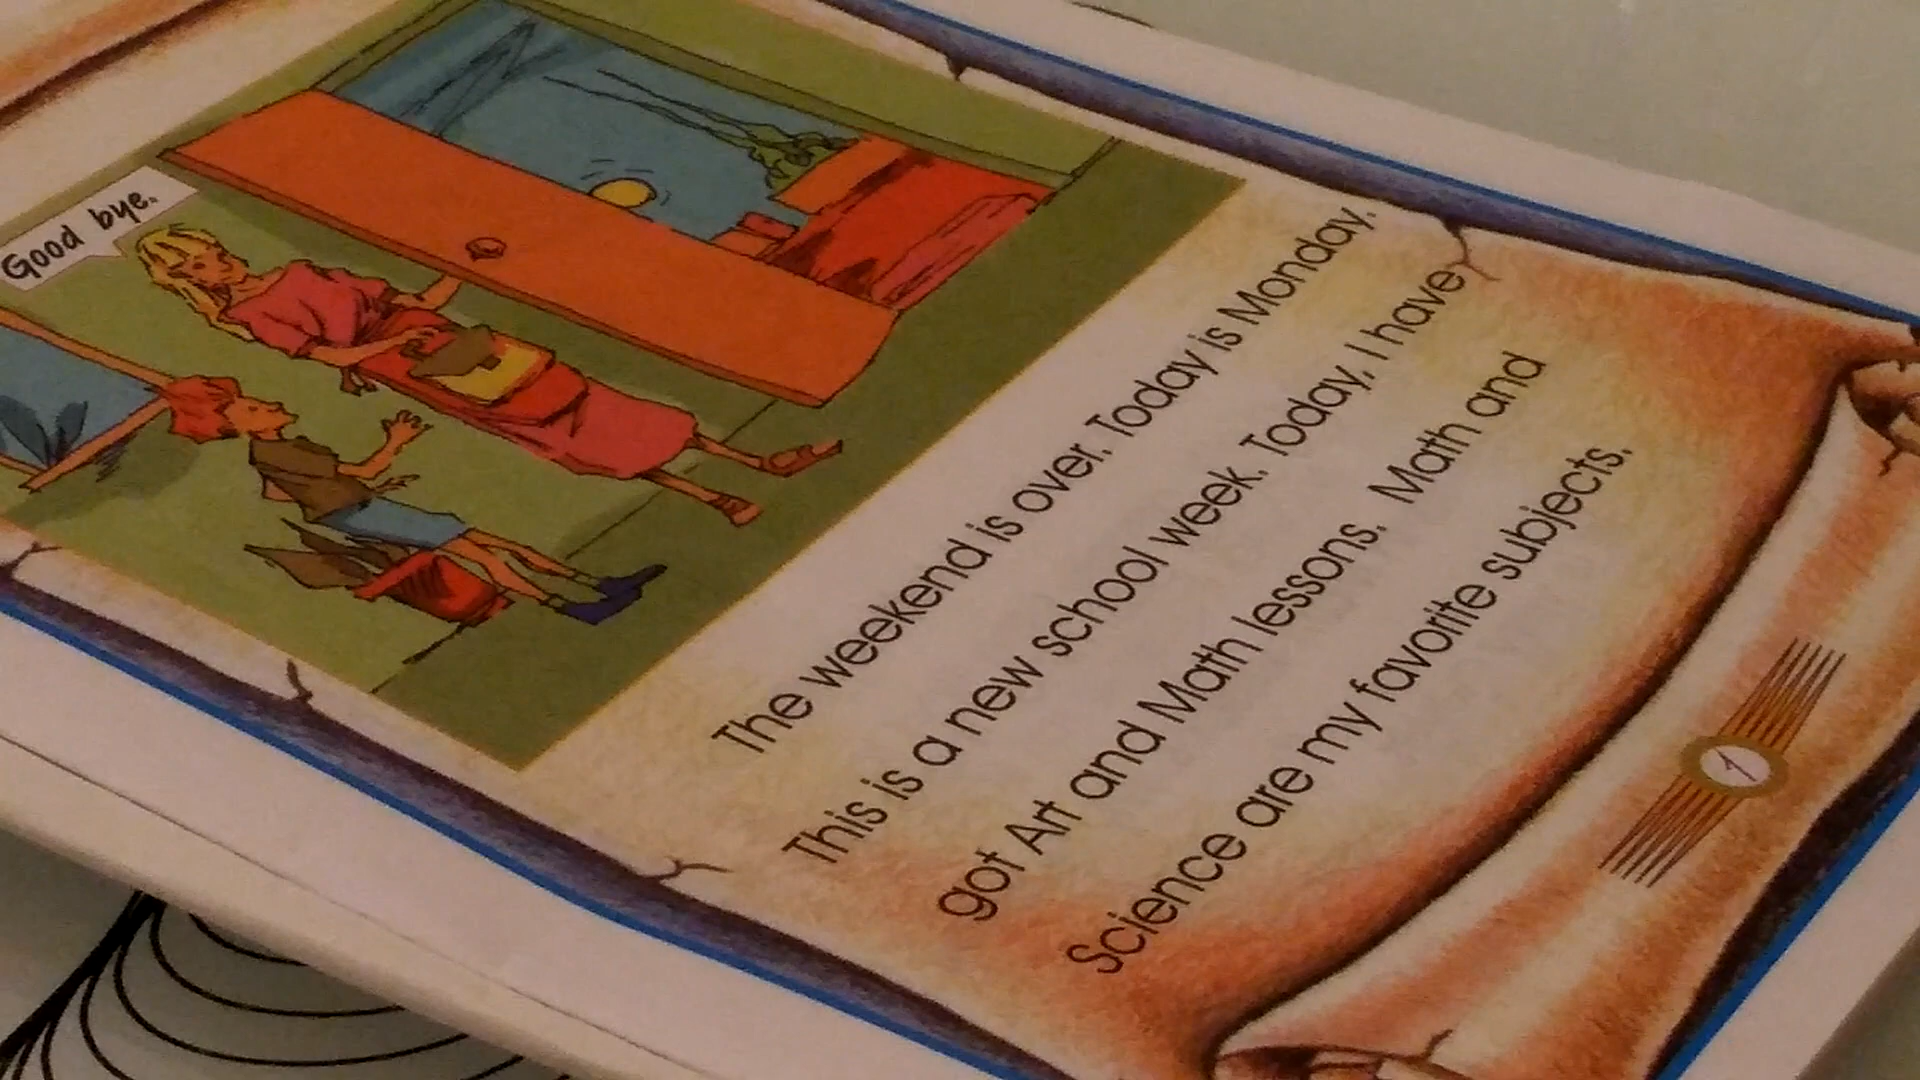 Good bye.
The weekend is over. Today is Monday.
This is a new school week. Today, I have
got Art and Math lessons. Math and
Science are my favorite subjects.
1